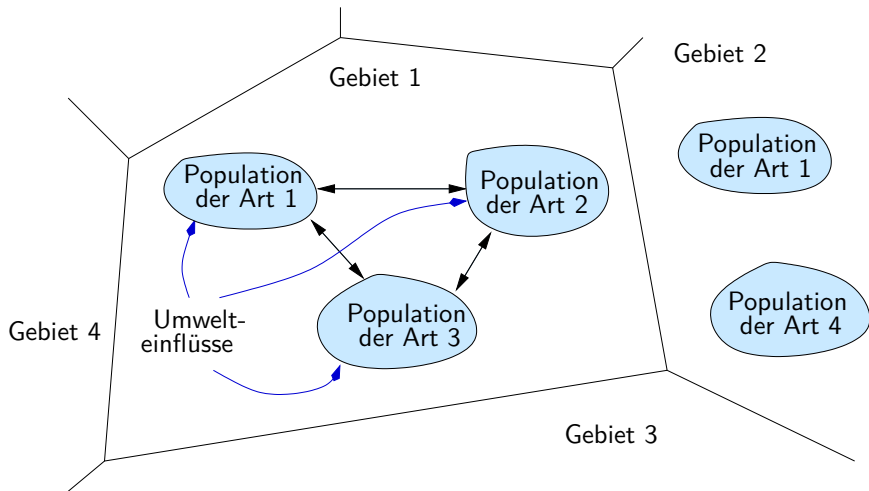 Gebiet 2
Gebiet 1
Population
der Art 1
Population
der Art 2
Population
der Art 1
Population
der Art 3
Population
der Art 4
Umwelt-
einflüsse
Gebiet 4
Gebiet 3